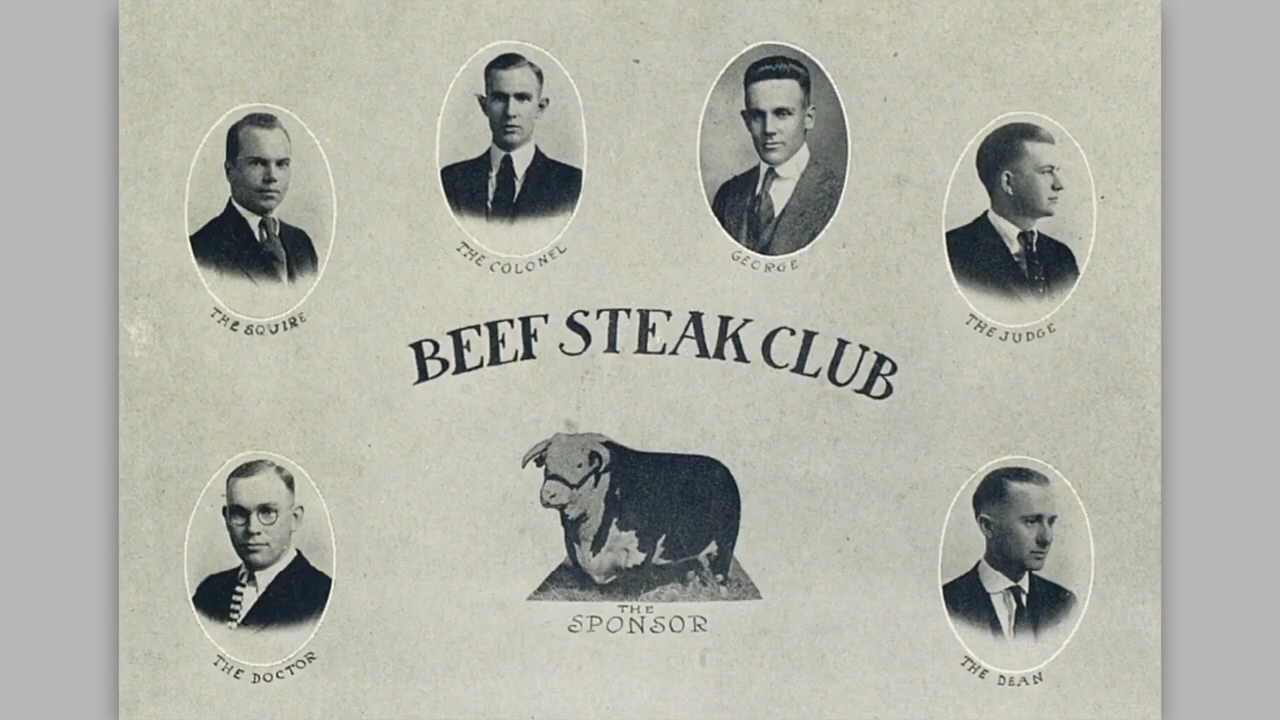 THE COLONEL
GEORGE
THE SQUIRE
THE JUDGE
BEEF STEAK CLUB
THE
SPONSOR
THE DOCTOR
THE DEAN